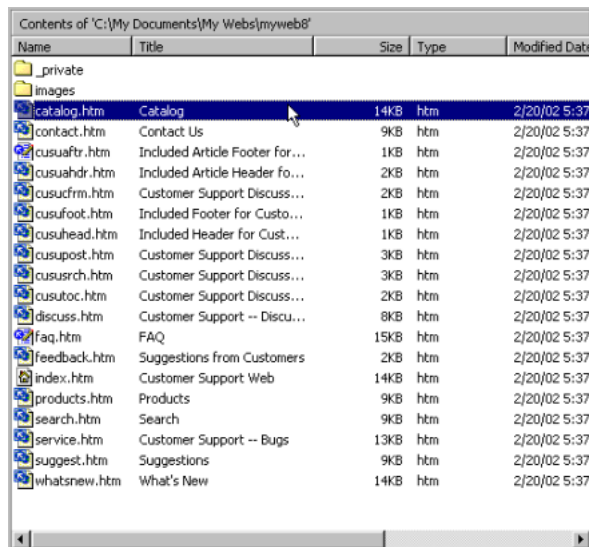 Contents of 'C:\My Documents\My Webs\myweb8'
Name Title Size Type Modified Date
_private
images
catalog.htm Catalog 14KB htm 2/20/02 5:37
contact.htm Contact Us 9KB htm 2/20/02 5:37
cusuaftr.htm Included Article Footer for... 1KB htm 2/20/02 5:37
cusuahdr.htm Included Article Header fo... 2KB htm 2/20/02 5:37
cusucfrm.htm Customer Support Discuss... 2KB htm 2/20/02 5:37
cusufoot.htm Included Footer for Custo... 1KB htm 2/20/02 5:37
cusuhead.htm Included Header for Cust... 1KB htm 2/20/02 5:37
cusupost.htm Customer Support Discuss... 3KB htm 2/20/02 5:37
cususrch.htm Customer Support Discuss... 3KB htm 2/20/02 5:37
cusutoc.htm Customer Support Discuss... 2KB htm 2/20/02 5:37
discuss.htm Customer Support -- Discu... 8KB htm 2/20/02 5:37
faq.htm FAQ 15KB htm 2/20/02 5:37
feedback.htm Suggestions from Customers 2KB htm 2/20/02 5:37
index.htm Customer Support Web 14KB htm 2/20/02 5:37
products.htm Products 9KB htm 2/20/02 5:37
search.htm Search 9KB htm 2/20/02 5:37
service.htm Customer Support -- Bugs 13KB htm 2/20/02 5:37
suggest.htm Suggestions 9KB htm 2/20/02 5:37
whatsnew.htm What's New 14KB htm 2/20/02 5:37